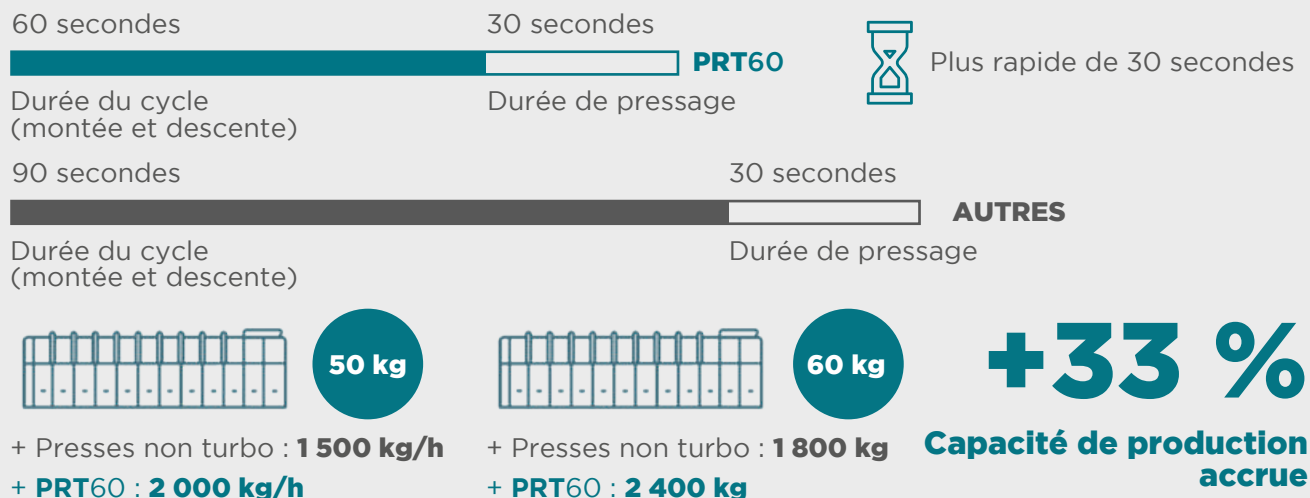 60 secondes
30 secondes
PRT60
Plus rapide de 30 secondes
Durée du cycle
(montée et descente)
Durée de pressage
90 secondes
30 secondes
AUTRES
Durée du cycle
(montée et descente)
Durée de pressage
50 kg
+ Presses non turbo : 1 500 kg/h
+ PRT60 : 2 000 kg/h
60 kg
+ Presses non turbo : 1 800 kg
+ PRT60 : 2 400 kg
+33 %
Capacité de production
accrue